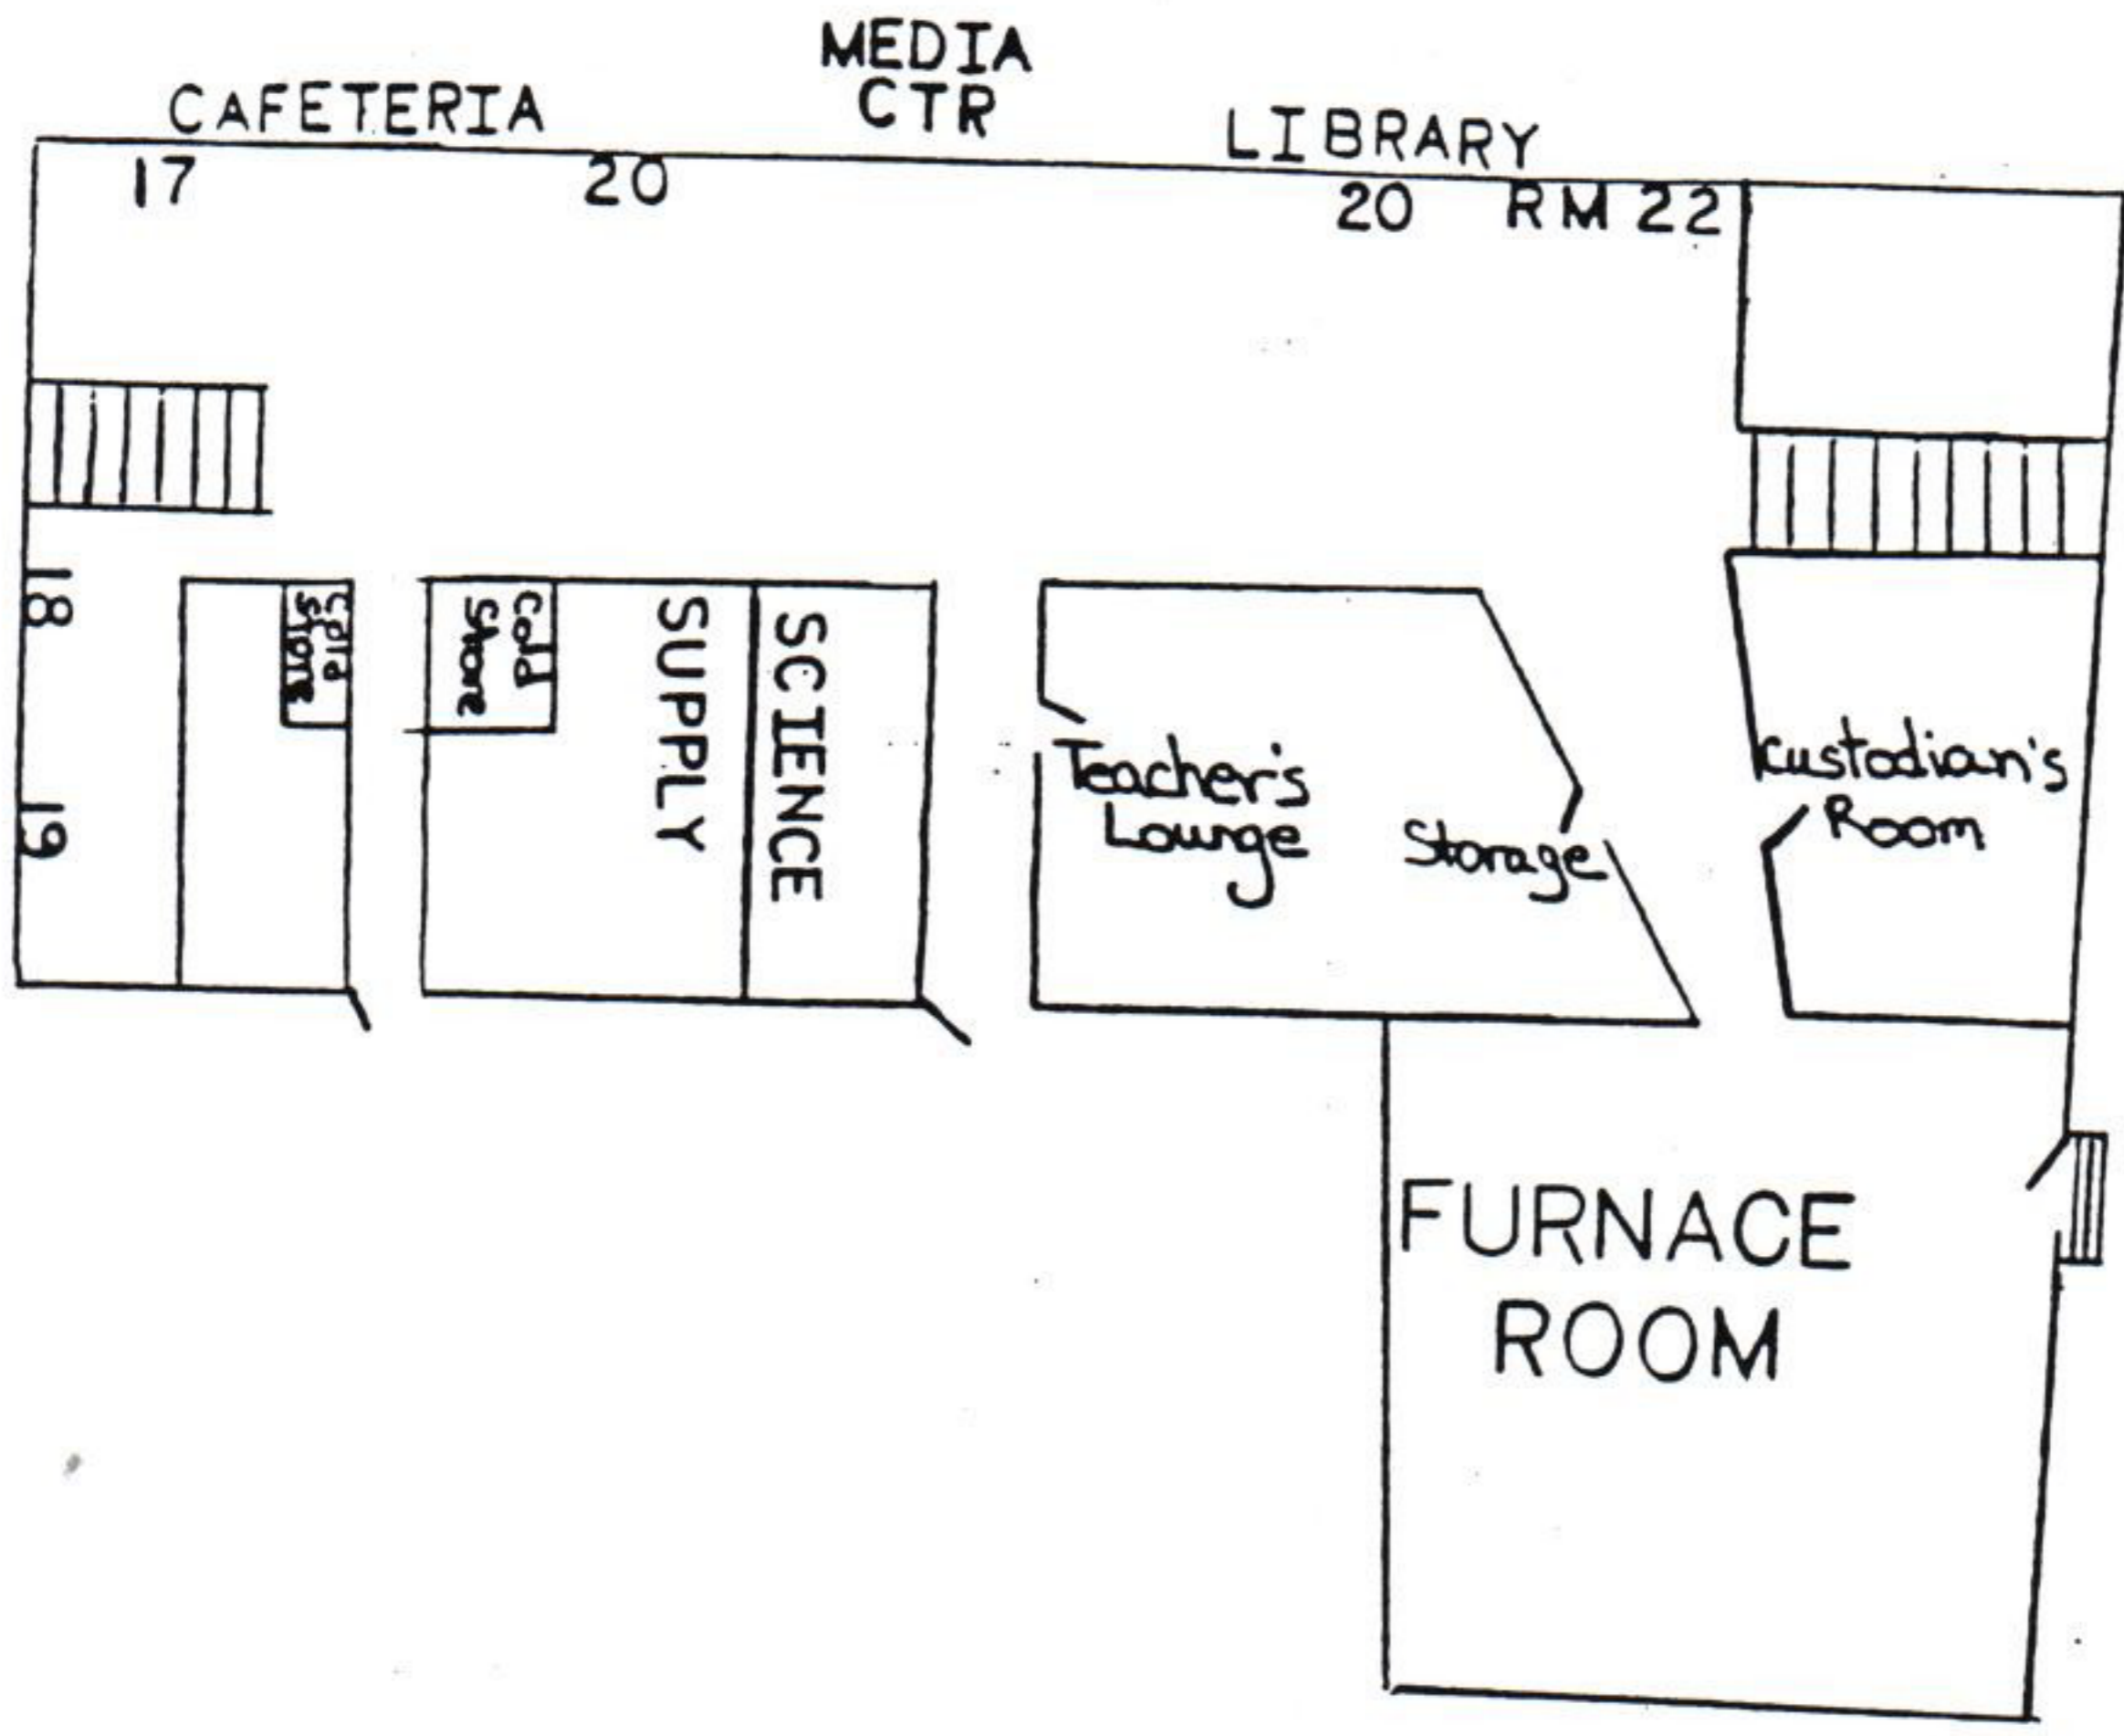 MEDIA
CTR
CAFETERIA
LIBRARY
17
20
20 RM 22
18
19
Cold
Store
Cold
Store
SUPPLY
SCIENCE
Teacher's
Lounge
Storage
Custodian's
Room
FURNACE
ROOM